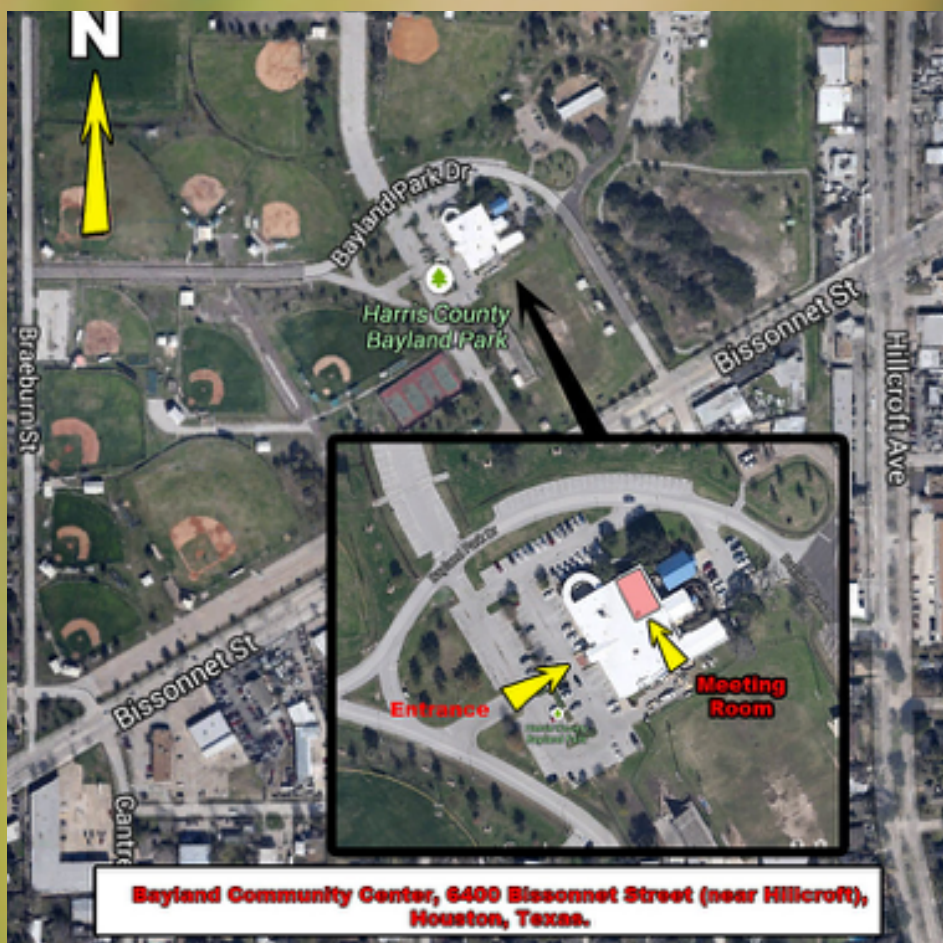 N
Bayland Park Dr
Harris County
Bayland Park
Bissonnet St
Hillcroft Ave
Braeburn St
Bayland Park Dr
Entrance
Meeting
Room
Bissonnet St
Bayland Community Center, 6400 Bissonnet Street (near Hillcroft),
Houston, Texas.